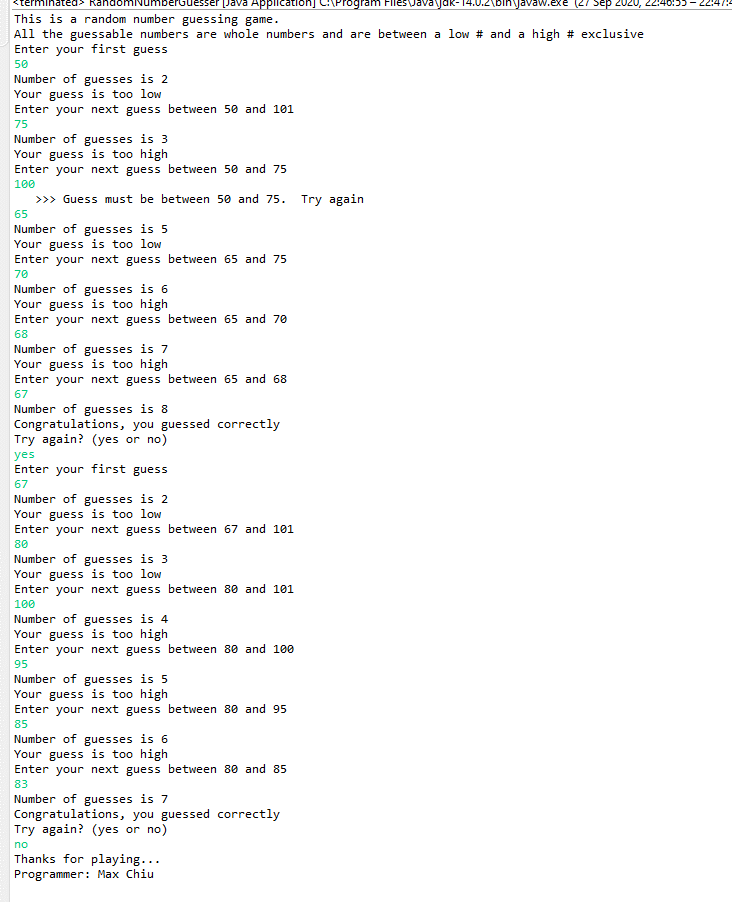 <terminated> RandomNumberGuesser [Java Application] C:\Program Files\Java\jdk-14.0.2\bin\javaw.exe (27 Sep 2020, 22:46:55 – 22:47:4
This is a random number guessing game.
All the guessable numbers are whole numbers and are between a low # and a high # exclusive
Enter your first guess
50
Number of guesses is 2
Your guess is too low
Enter your next guess between 50 and 101
75
Number of guesses is 3
Your guess is too high
Enter your next guess between 50 and 75
100
>>> Guess must be between 50 and 75.  Try again
65
Number of guesses is 5
Your guess is too low
Enter your next guess between 65 and 75
70
Number of guesses is 6
Your guess is too high
Enter your next guess between 65 and 70
68
Number of guesses is 7
Your guess is too high
Enter your next guess between 65 and 68
67
Number of guesses is 8
Congratulations, you guessed correctly
Try again? (yes or no)
yes
Enter your first guess
67
Number of guesses is 2
Your guess is too low
Enter your next guess between 67 and 101
80
Number of guesses is 3
Your guess is too low
Enter your next guess between 80 and 101
100
Number of guesses is 4
Your guess is too high
Enter your next guess between 80 and 100
95
Number of guesses is 5
Your guess is too high
Enter your next guess between 80 and 95
85
Number of guesses is 6
Your guess is too high
Enter your next guess between 80 and 85
83
Number of guesses is 7
Congratulations, you guessed correctly
Try again? (yes or no)
no
Thanks for playing...
Programmer: Max Chiu